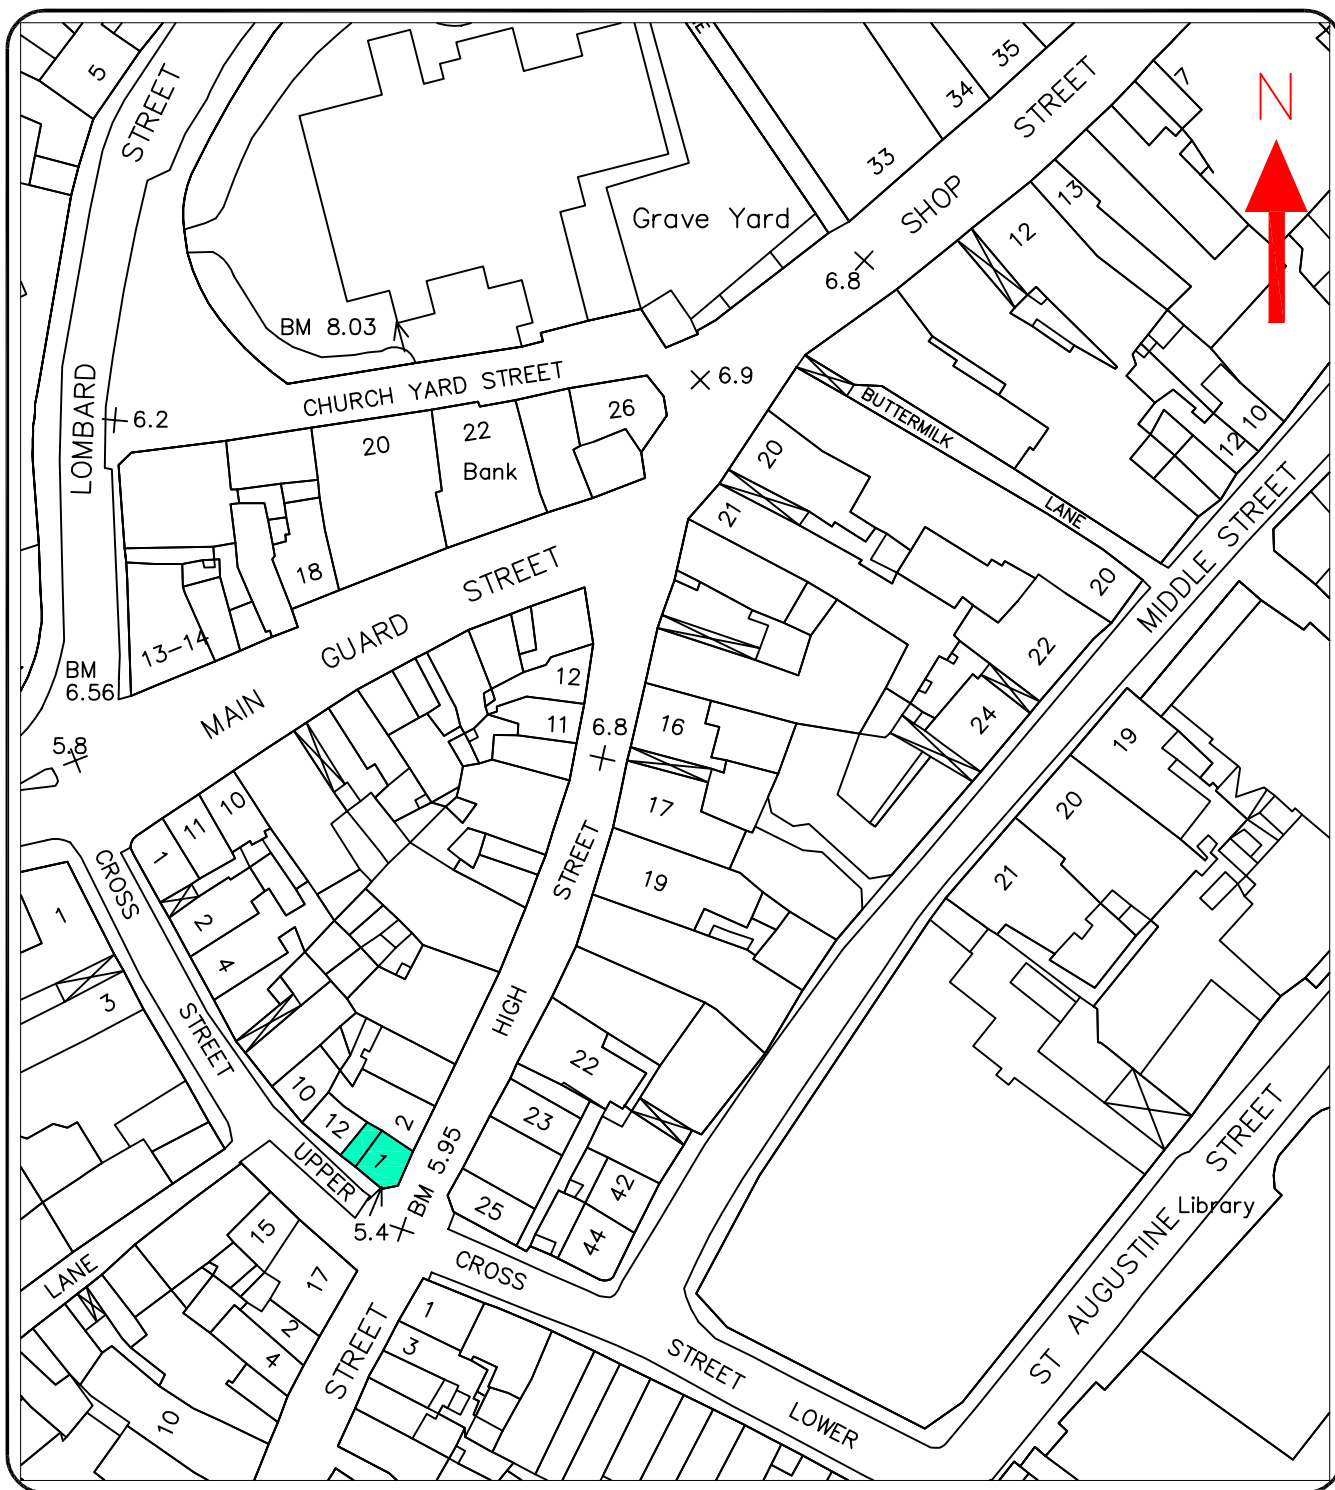 5
STREET
E
35
34
33
STREET
7
N
SHOP
13
12
Grave Yard
6.8
BM 8.03
CHURCH YARD STREET
6.9
LOMBARD
6.2
20
22
Bank
26
BUTTERMILK
LANE
12
10
20
21
18
13-14
MAIN GUARD STREET
BM
6.56
5.8
12
11
6.8
16
17
19
20
22
24
MIDDLE STREET
19
20
21
1
11
10
CROSS
2
4
1
3
STREET
10
12
UPPER
1
2
HIGH STREET
BM 5.95
5.4
22
23
25
42
44
CROSS
STREET
LOWER
ST AUGUSTINE STREET
Library
LANE
15
17
2
4
10
STREET
1
3